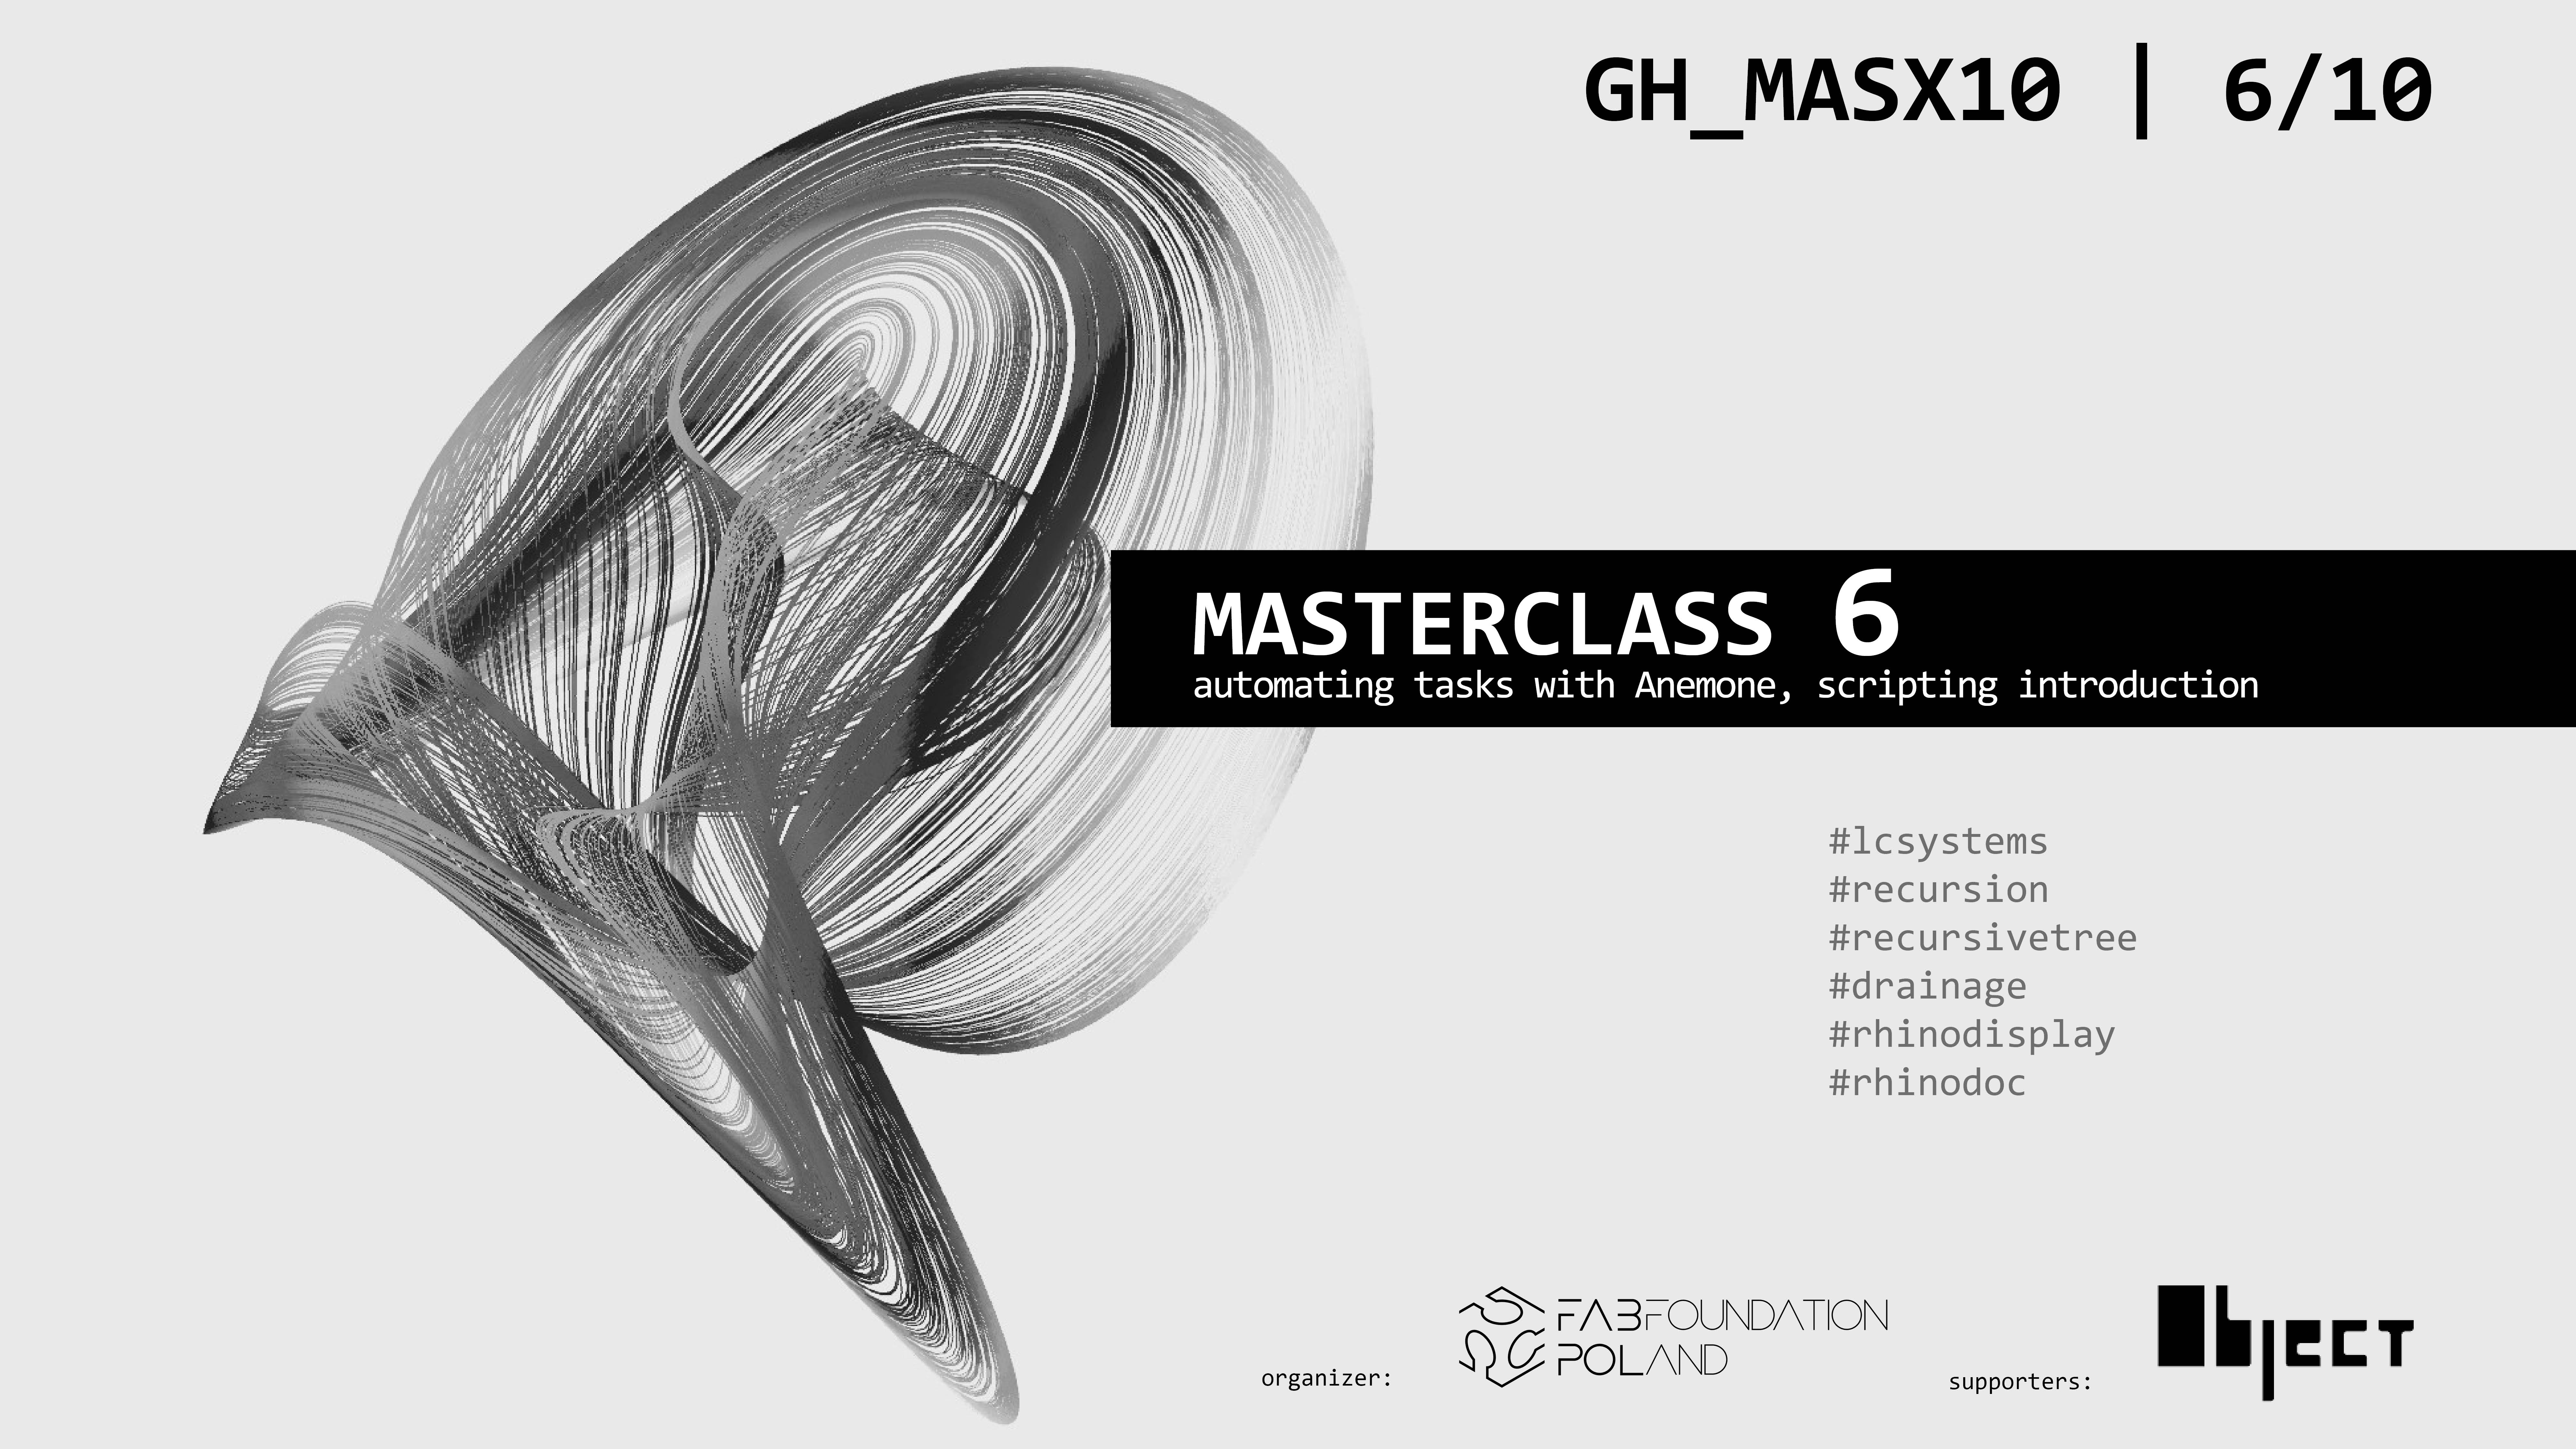 GH_MASX10 | 6/10
MASTERCLASS 6
automating tasks with Anemone, scripting introduction
#lcsystems
#recursion
#recursivetree
#drainage
#rhinodisplay
#rhinodoc
organizer:
FABFOUNDATION
POLAND
supporters:
Object